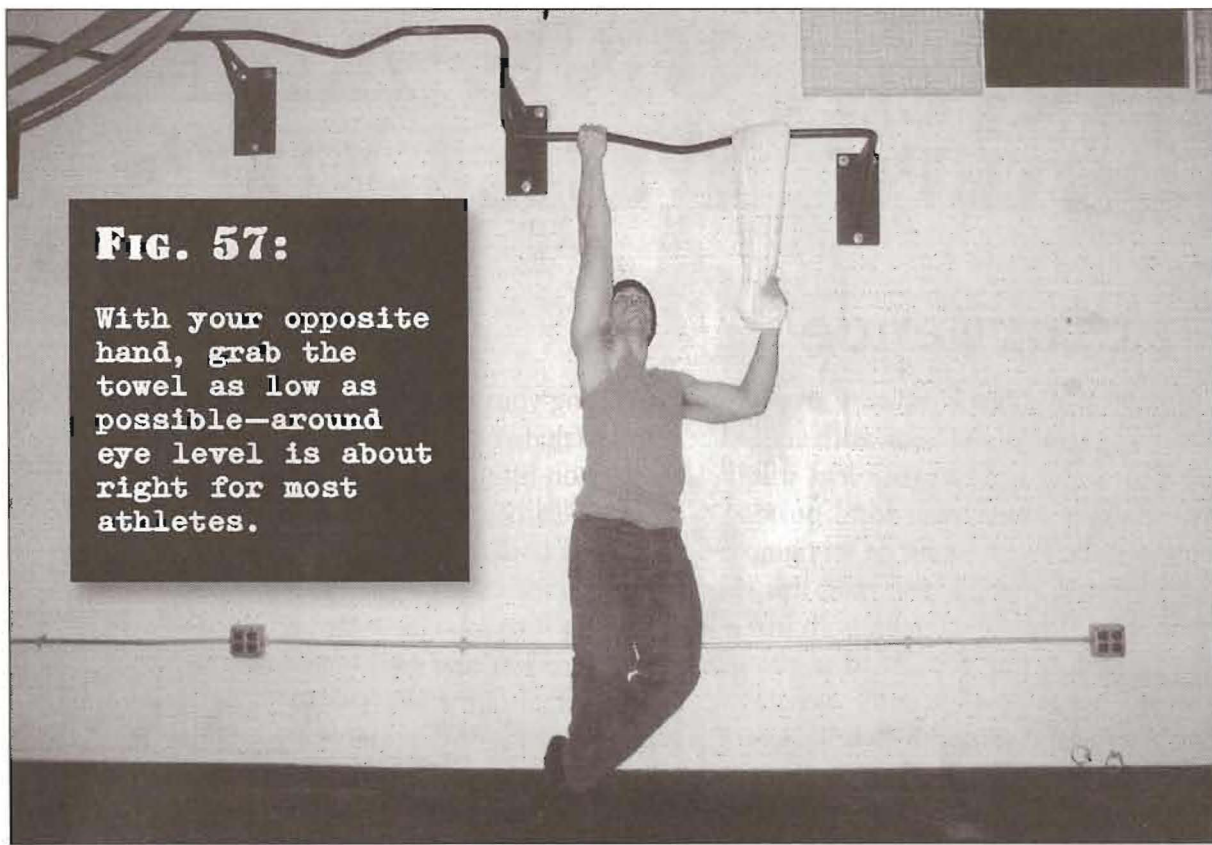 FIG. 57:
With your opposite
hand, grab the
towel as low as
possible—around
eye level is about
right for most
athletes.